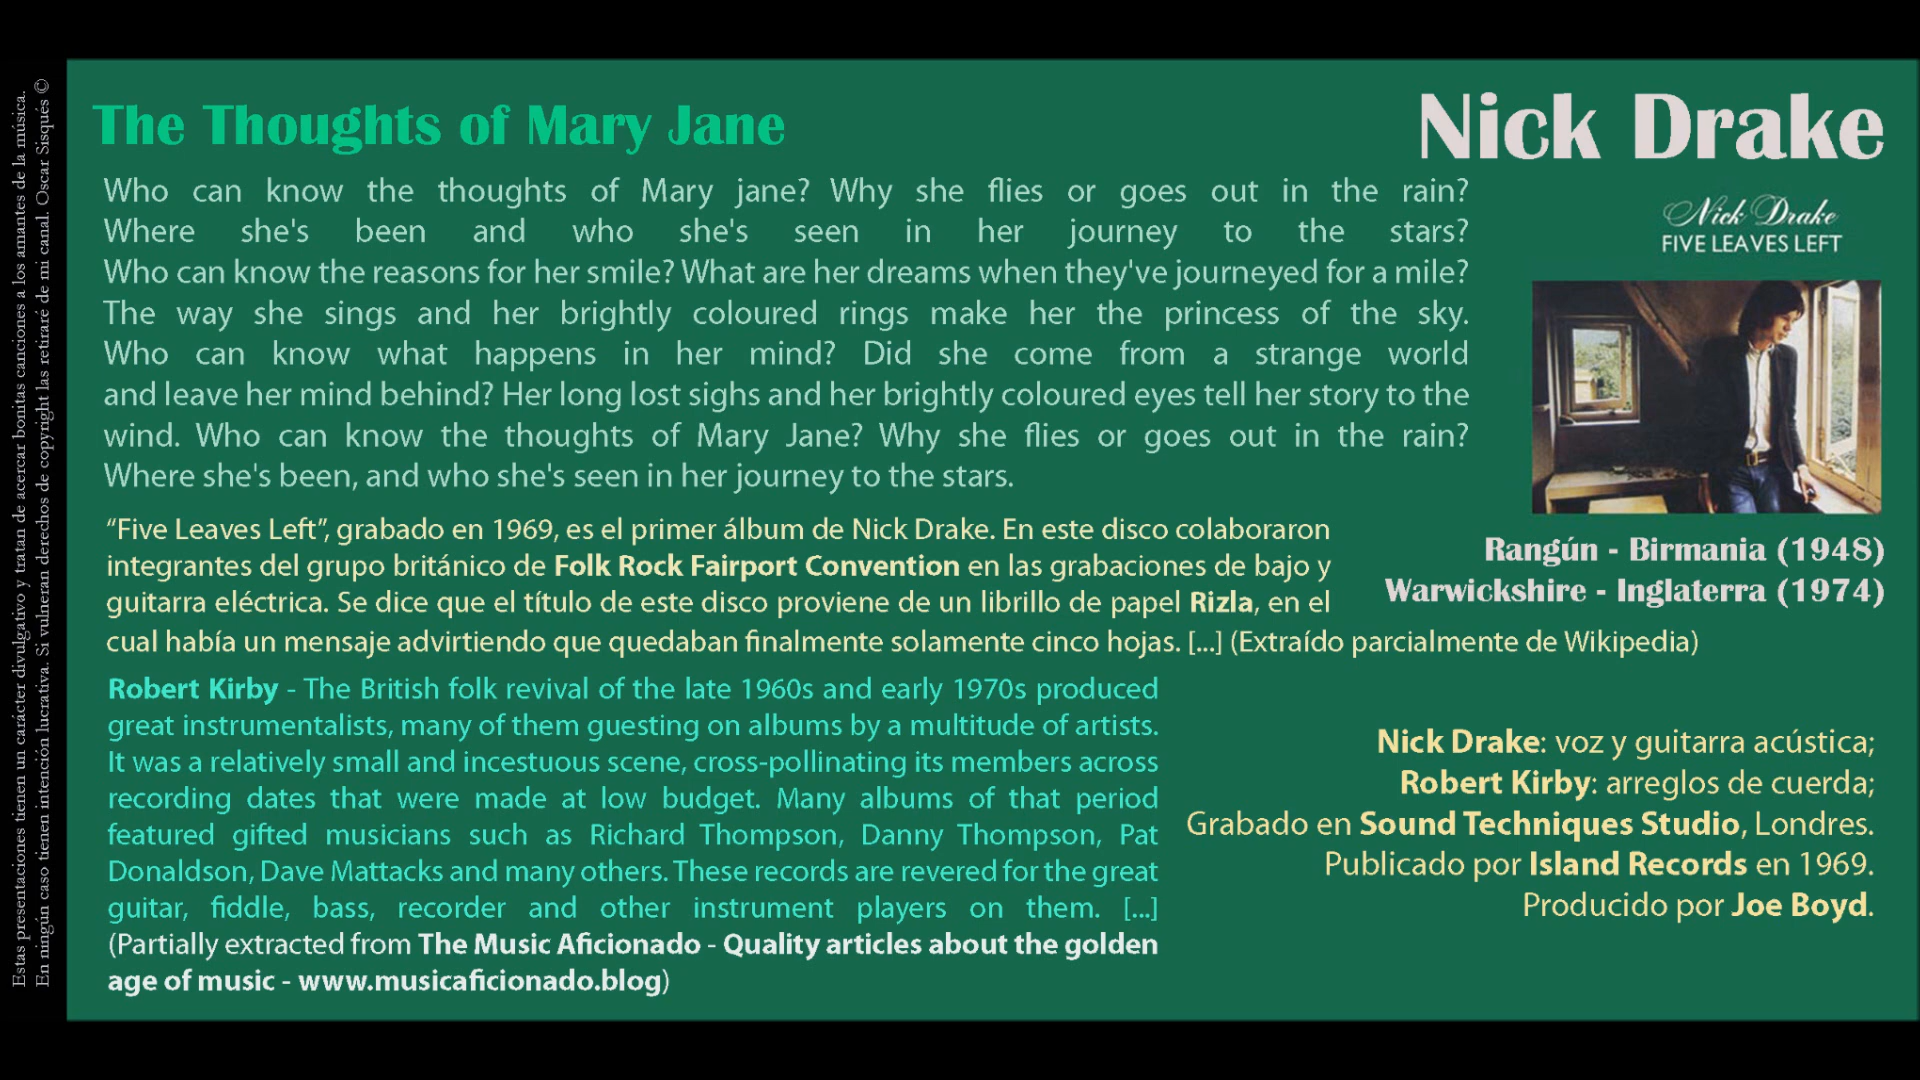 Estas presentaciones tienen un carácter divulgativo y tratan de acercar bonitas canciones a los amantes de la música.
En ningún caso tienen intención lucrativa. Si vulneran derechos de copyright las retiraré de mi canal. Oscar Sisqués ©
The Thoughts of Mary Jane
Who can know the thoughts of Mary jane? Why she flies or goes out in the rain?
Where she's been and who she's seen in her journey to the stars?
Who can know the reasons for her smile? What are her dreams when they've journeyed for a mile?
The way she sings and her brightly coloured rings make her the princess of the sky.
Who can know what happens in her mind? Did she come from a strange world
and leave her mind behind? Her long lost sighs and her brightly coloured eyes tell her story to the
wind. Who can know the thoughts of Mary Jane? Why she flies or goes out in the rain?
Where she's been, and who she's seen in her journey to the stars.
Nick Drake
Nick Drake
FIVE LEAVES LEFT
Rangún - Birmania (1948)
Warwickshire - Inglaterra (1974)
“Five Leaves Left”, grabado en 1969, es el primer álbum de Nick Drake. En este disco colaboraron
integrantes del grupo británico de Folk Rock Fairport Convention en las grabaciones de bajo y
guitarra eléctrica. Se dice que el título de este disco proviene de un librillo de papel Rizla, en el
cual había un mensaje advirtiendo que quedaban finalmente solamente cinco hojas. [...] (Extraído parcialmente de Wikipedia)
Robert Kirby - The British folk revival of the late 1960s and early 1970s produced
great instrumentalists, many of them guesting on albums by a multitude of artists.
It was a relatively small and incestuous scene, cross-pollinating its members across
recording dates that were made at low budget. Many albums of that period
featured gifted musicians such as Richard Thompson, Danny Thompson, Pat
Donaldson, Dave Mattacks and many others. These records are revered for the great
guitar, fiddle, bass, recorder and other instrument players on them. [...]
(Partially extracted from The Music Aficionado - Quality articles about the golden
age of music - www.musicaficionado.blog)
Nick Drake: voz y guitarra acústica;
Robert Kirby: arreglos de cuerda;
Grabado en Sound Techniques Studio, Londres.
Publicado por Island Records en 1969.
Producido por Joe Boyd.